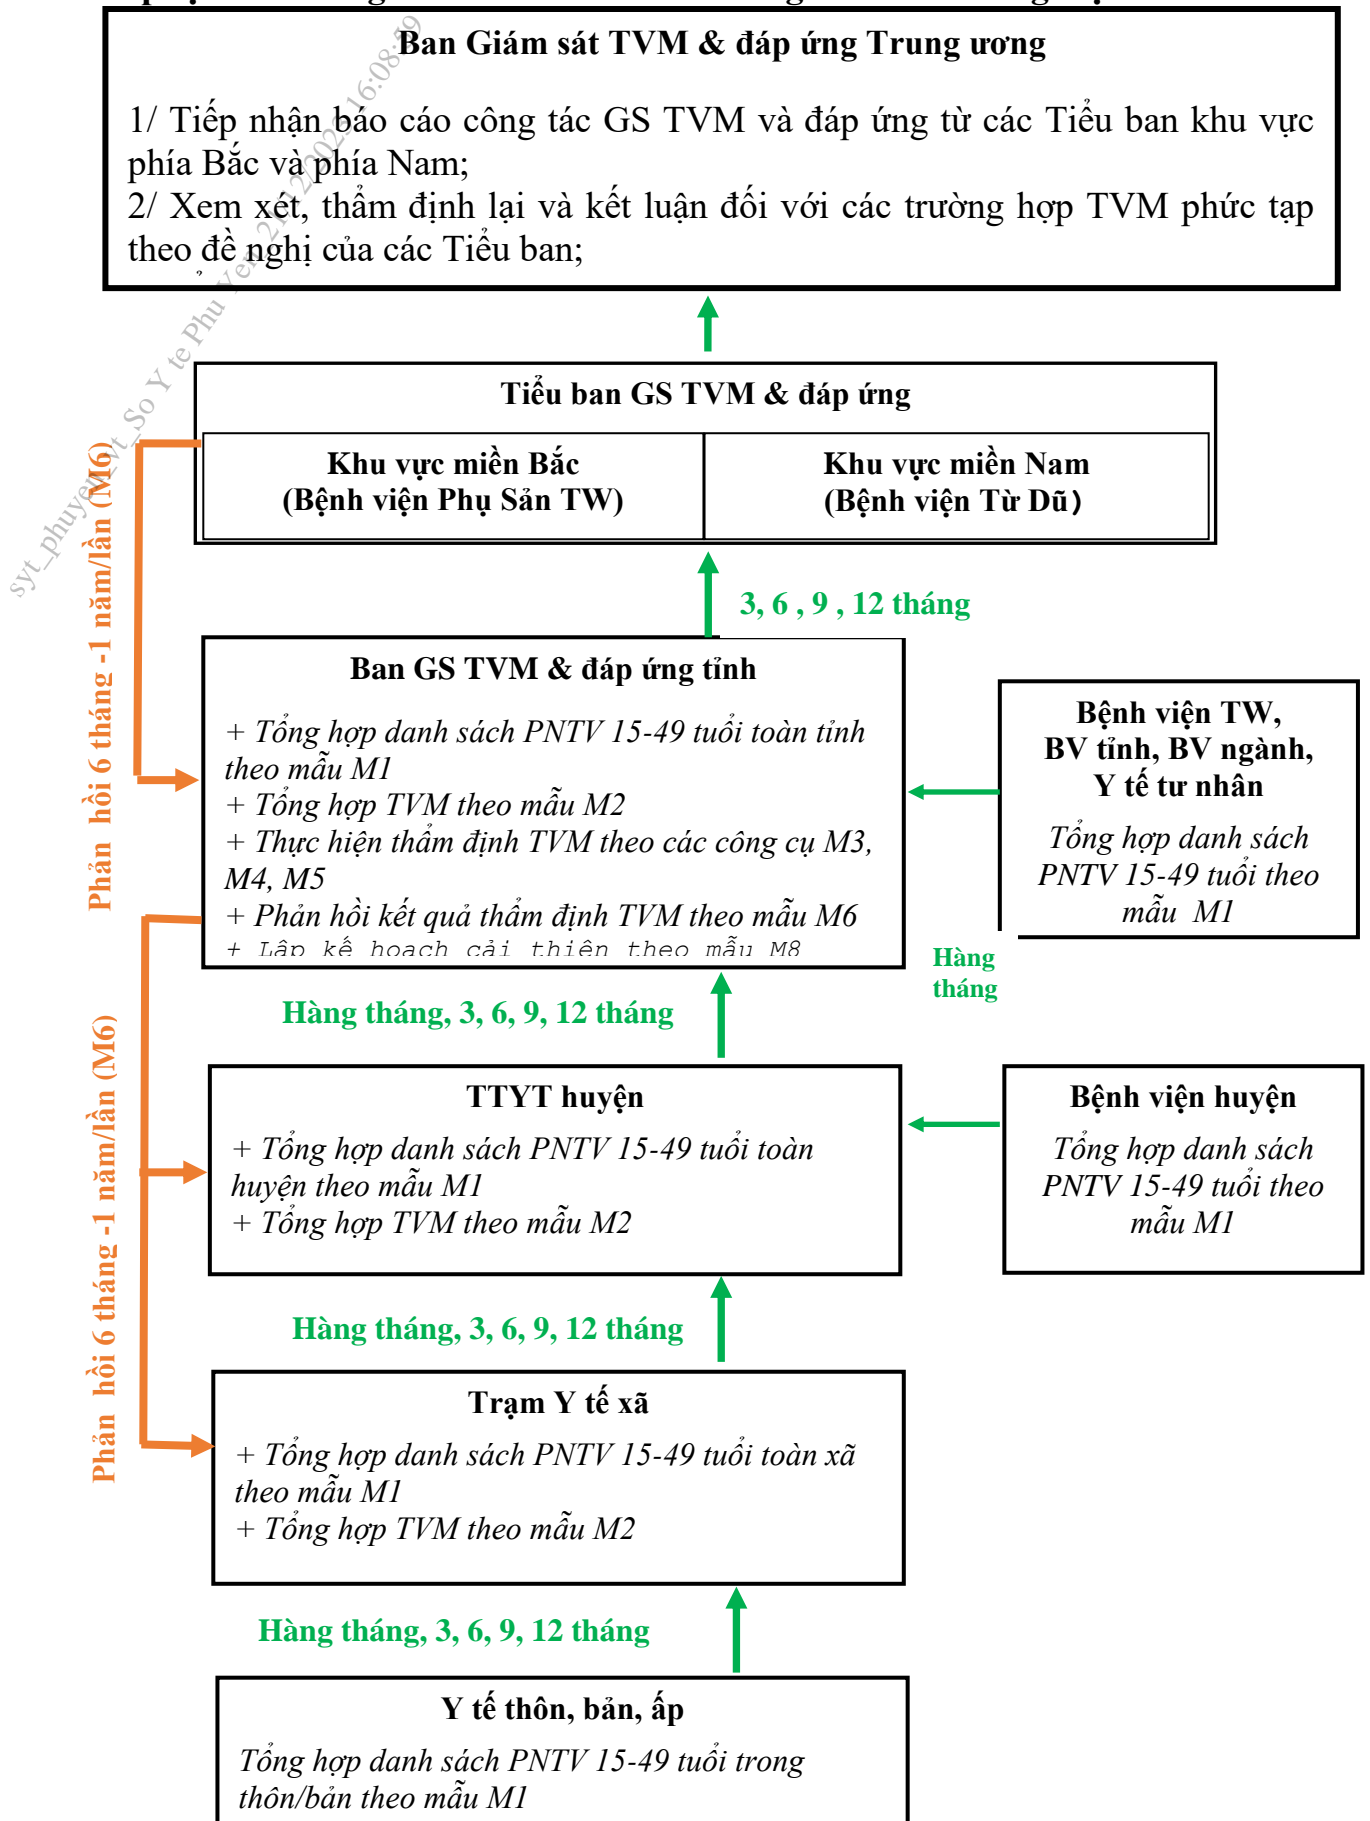 Ban Giám sát TVM & đáp ứng Trung ương
1/ Tiếp nhận báo cáo công tác GS TVM và đáp ứng từ các Tiểu ban khu vực
phía Bắc và phía Nam;
2/ Xem xét, thẩm định lại và kết luận đối với các trường hợp TVM phức tạp
theo đề nghị của các Tiểu ban;
Tiểu ban GS TVM & đáp ứng
Khu vực miền Bắc
(Bệnh viện Phụ Sản TW)
Khu vực miền Nam
(Bệnh viện Từ Dũ)
3, 6 , 9 , 12 tháng
Phản hồi 6 tháng -1 năm/lần (M6)
Ban GS TVM & đáp ứng tỉnh
+ Tổng hợp danh sách PNTV 15-49 tuổi toàn tỉnh
theo mẫu M1
+ Tổng hợp TVM theo mẫu M2
+ Thực hiện thẩm định TVM theo các công cụ M3,
M4, M5
+ Phản hồi kết quả thẩm định TVM theo mẫu M6
+ Lập kế hoạch cải thiện theo mẫu M8
Bệnh viện TW,
BV tỉnh, BV ngành,
Y tế tư nhân
Tổng hợp danh sách
PNTV 15-49 tuổi theo
mẫu M1
Hàng
tháng
Hàng tháng, 3, 6, 9, 12 tháng
Phản hồi 6 tháng -1 năm/lần (M6)
TTYT huyện
+ Tổng hợp danh sách PNTV 15-49 tuổi toàn
huyện theo mẫu M1
+ Tổng hợp TVM theo mẫu M2
Bệnh viện huyện
Tổng hợp danh sách
PNTV 15-49 tuổi theo
mẫu M1
Hàng tháng, 3, 6, 9, 12 tháng
Trạm Y tế xã
+ Tổng hợp danh sách PNTV 15-49 tuổi toàn xã
theo mẫu M1
+ Tổng hợp TVM theo mẫu M2
Hàng tháng, 3, 6, 9, 12 tháng
Y tế thôn, bản, ấp
Tổng hợp danh sách PNTV 15-49 tuổi trong
thôn/bản theo mẫu M1